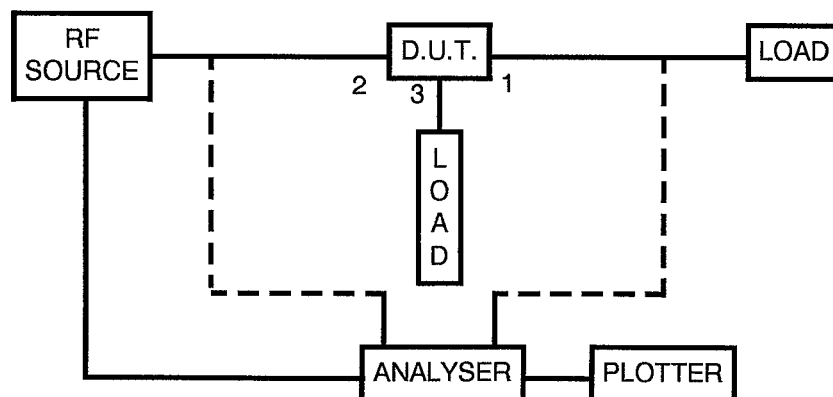 RF
SOURCE
D.U.T.
LOAD
2
3
1
L
O
A
D
ANALYSER
PLOTTER